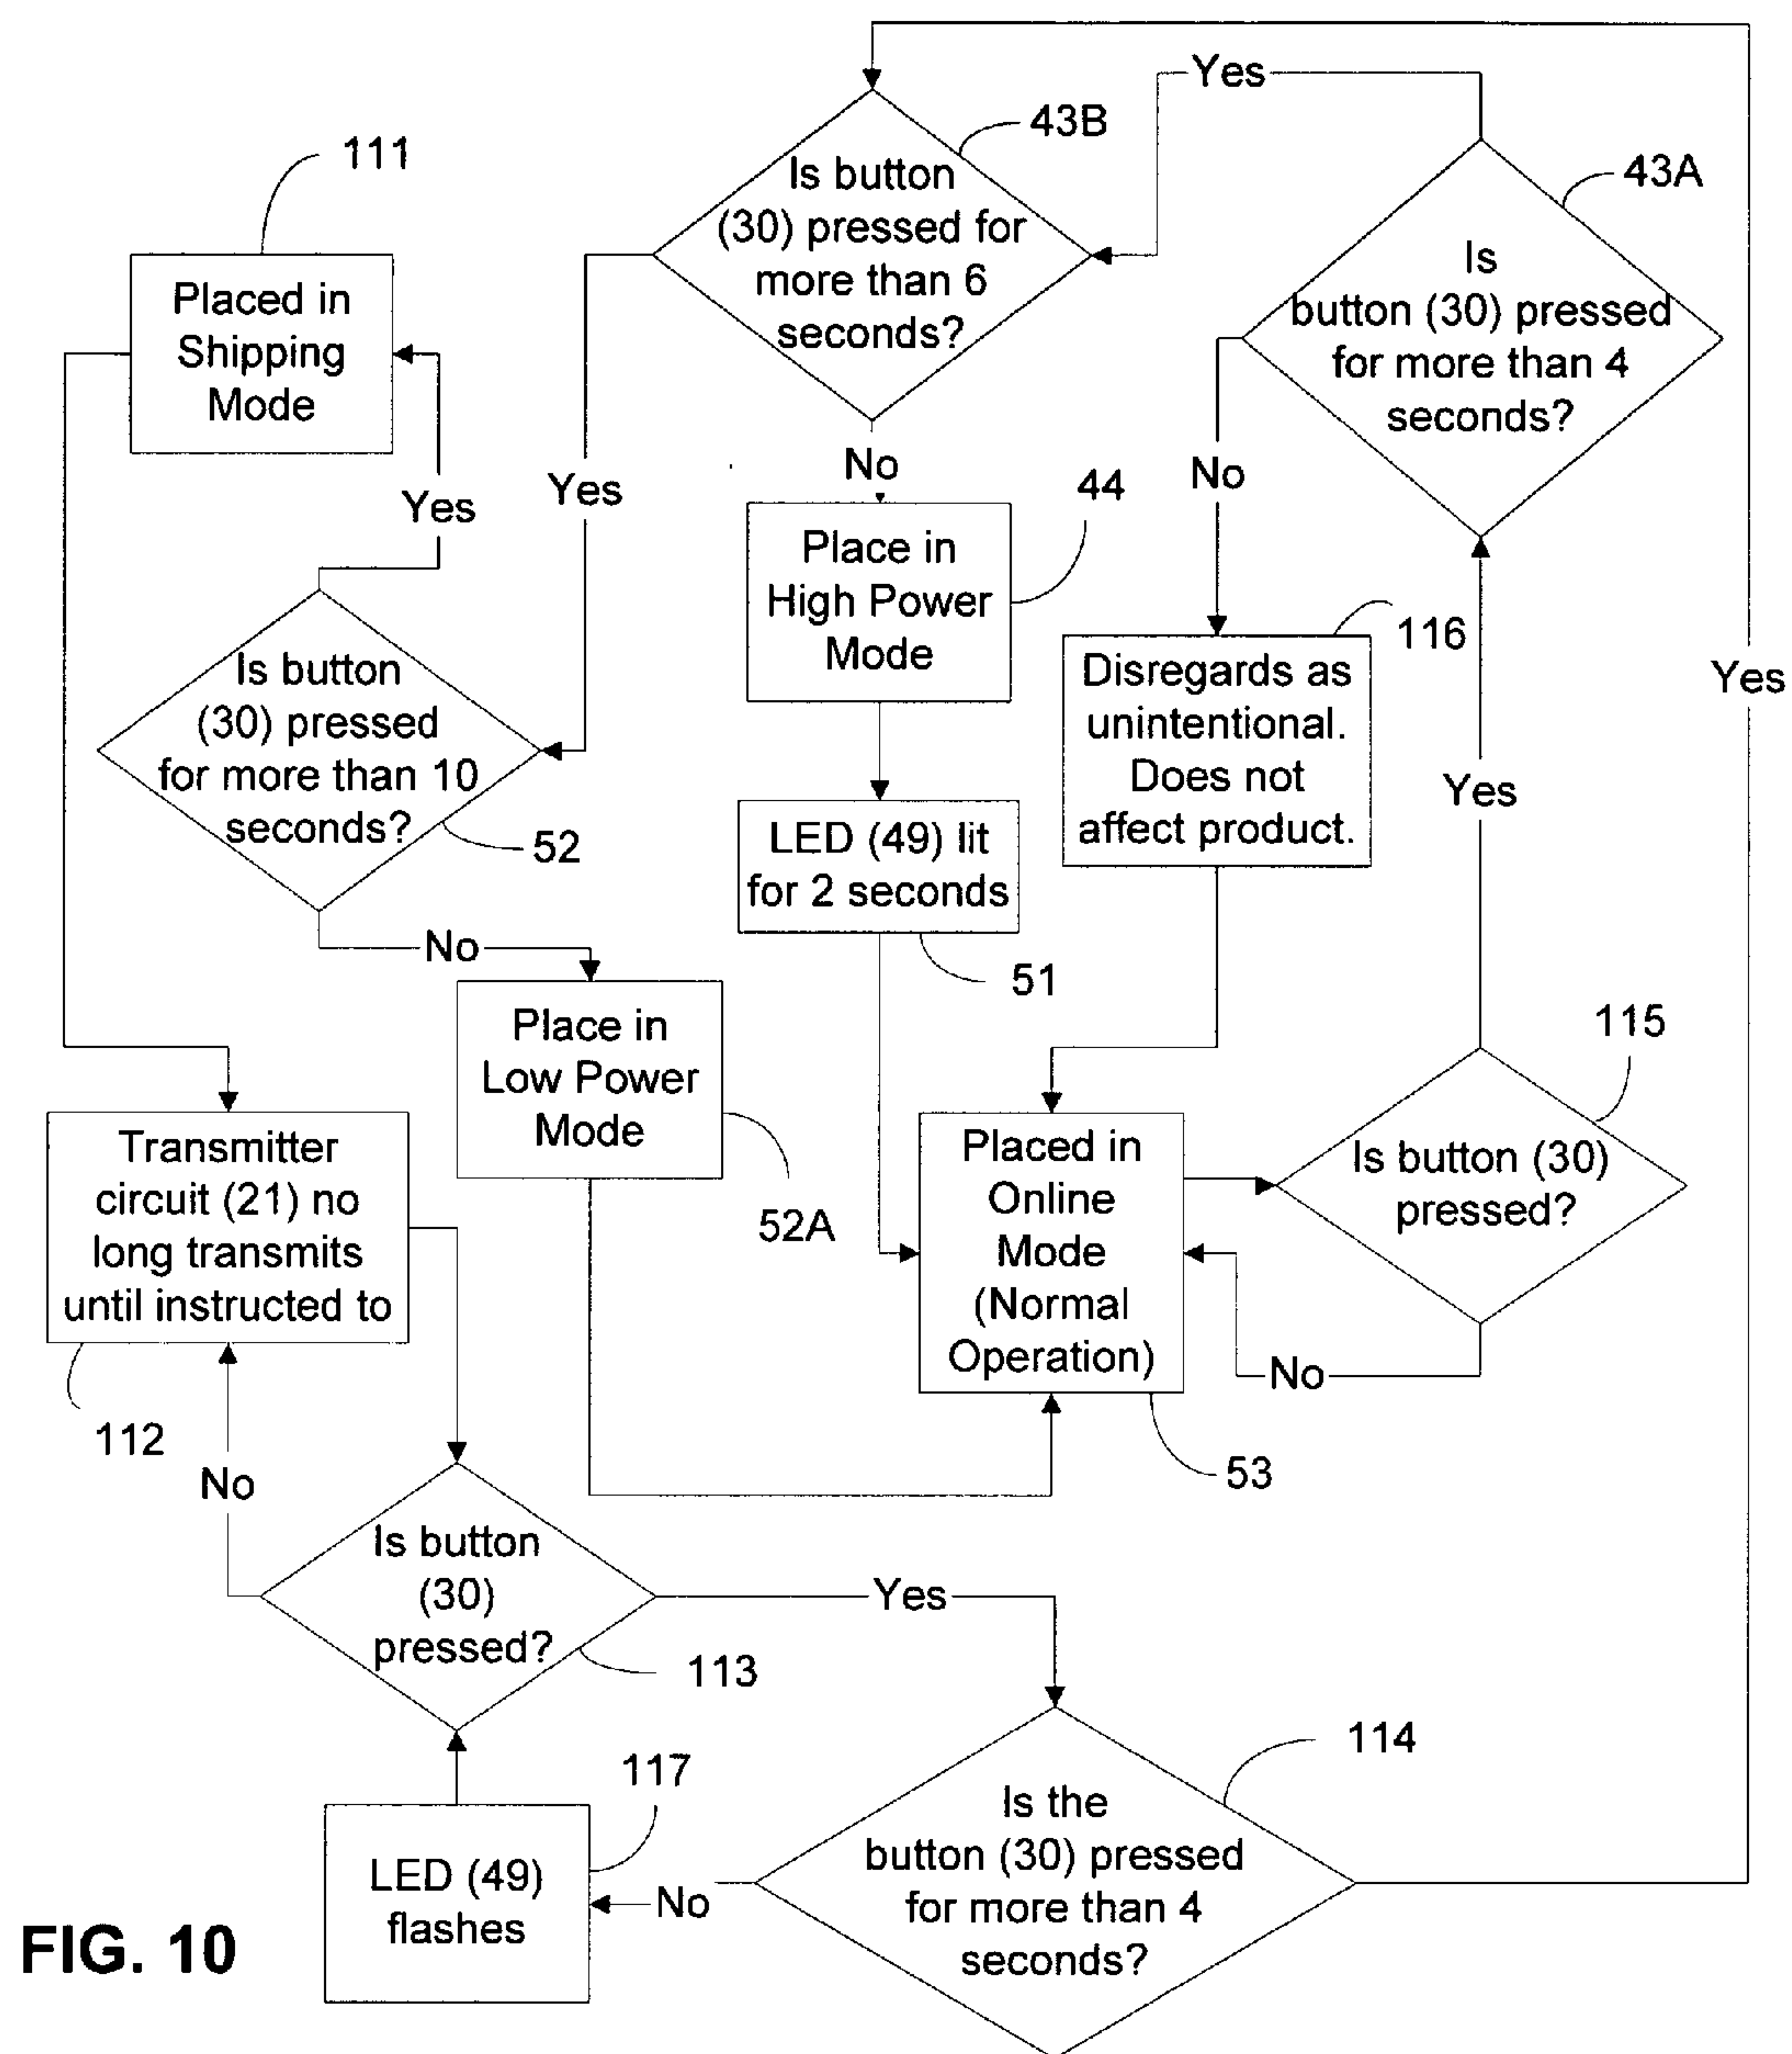 Yes
43B
Is button
(30) pressed for
more than 6
seconds?
111
43A
Is
button (30) pressed
for more than 4
seconds?
Placed in
Shipping
Mode
No
No
Yes
Yes
44
Place in
High Power
Mode
116
Disregards as
unintentional.
Does not
affect product.
Yes
Is button
(30) pressed
for more than 10
seconds?
52
Yes
LED (49) lit
for 2 seconds
51
No
Place in
Low Power
Mode
52A
115
Is button (30)
pressed?
Transmitter
circuit (21) no
long transmits
until instructed to
112
Placed in
Online
Mode
(Normal
Operation)
No
53
No
Is button
(30)
pressed?
113
Yes
114
117
Is the
button (30) pressed
for more than 4
seconds?
LED (49)
flashes
No
FIG. 10